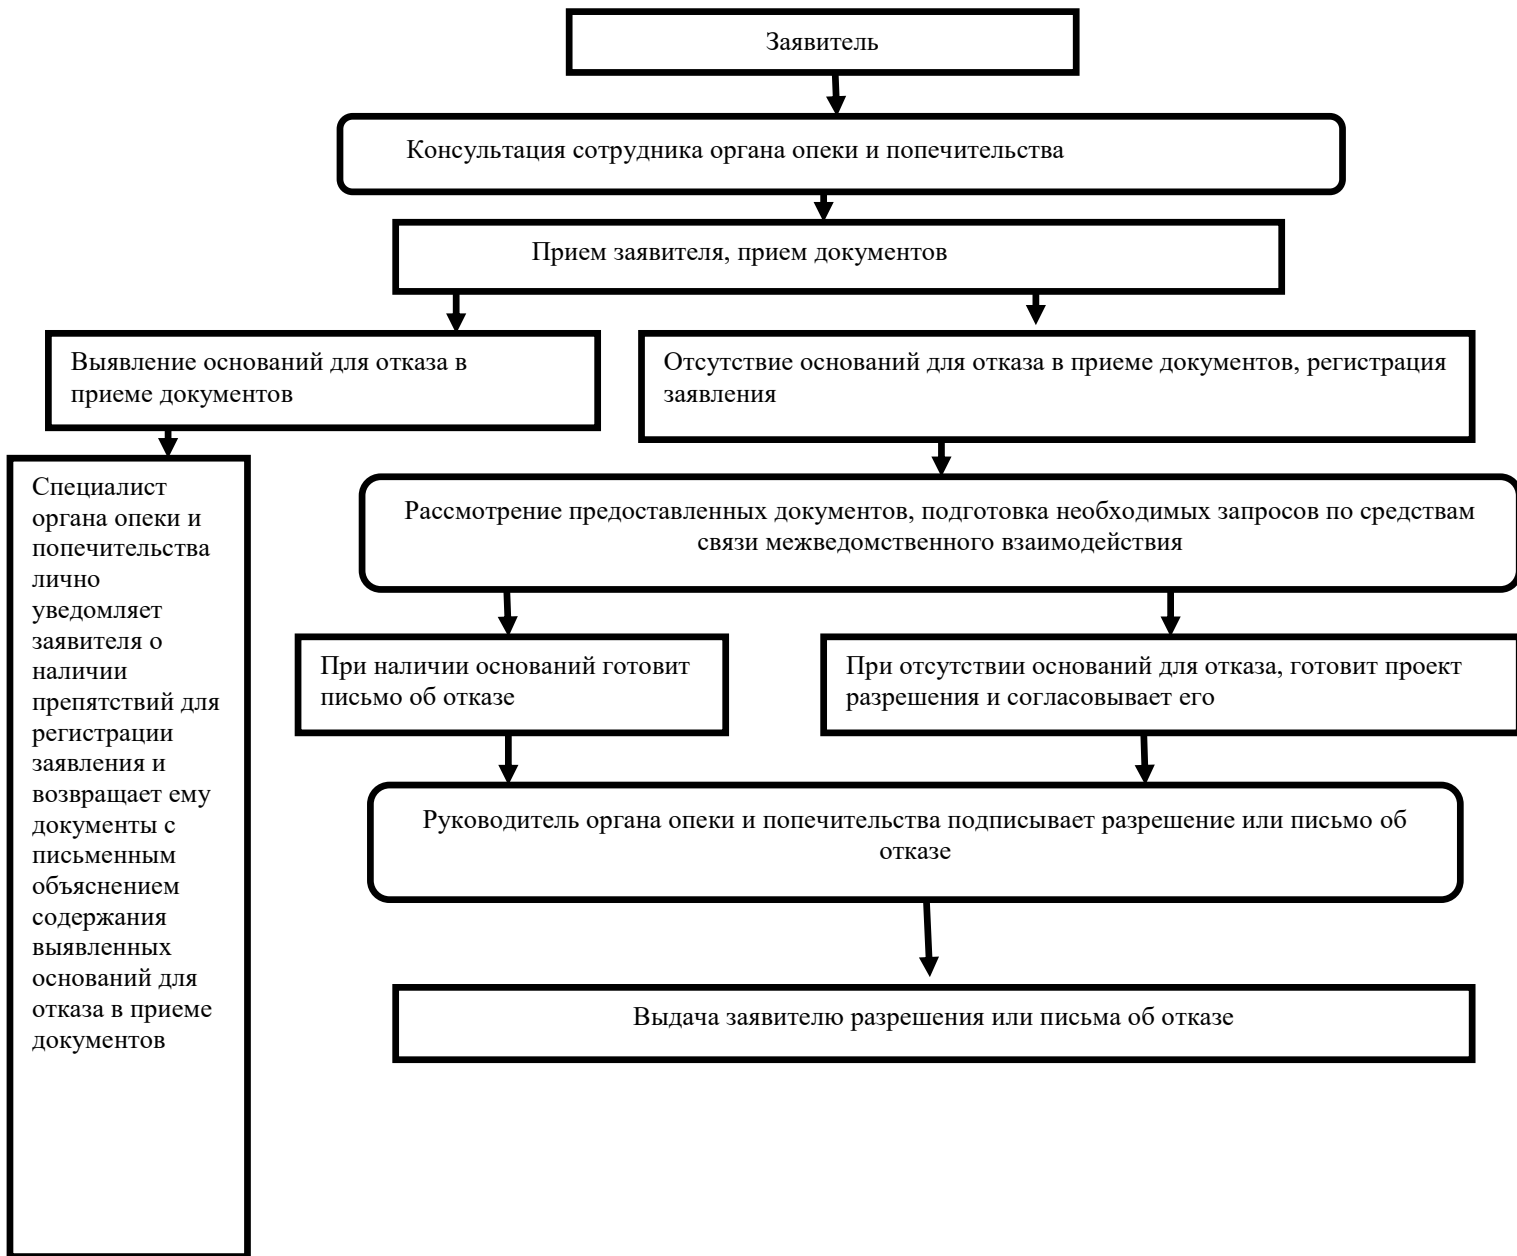 Заявитель
Консультация сотрудника органа опеки и попечительства
Прием заявителя, прием документов
Выявление оснований для отказа в
приеме документов
Отсутствие оснований для отказа в приеме документов, регистрация
заявления
Специалист
органа опеки и
попечительства
лично
уведомляет
заявителя о
наличии
препятствий для
регистрации
заявления и
возвращает ему
документы с
письменным
объяснением
содержания
выявленных
оснований для
отказа в приеме
документов
Рассмотрение предоставленных документов, подготовка необходимых запросов по средствам
связи межведомственного взаимодействия
При наличии оснований готовит
письмо об отказе
При отсутствии оснований для отказа, готовит проект
разрешения и согласовывает его
Руководитель органа опеки и попечительства подписывает разрешение или письмо об
отказе
Выдача заявителю разрешения или письма об отказе